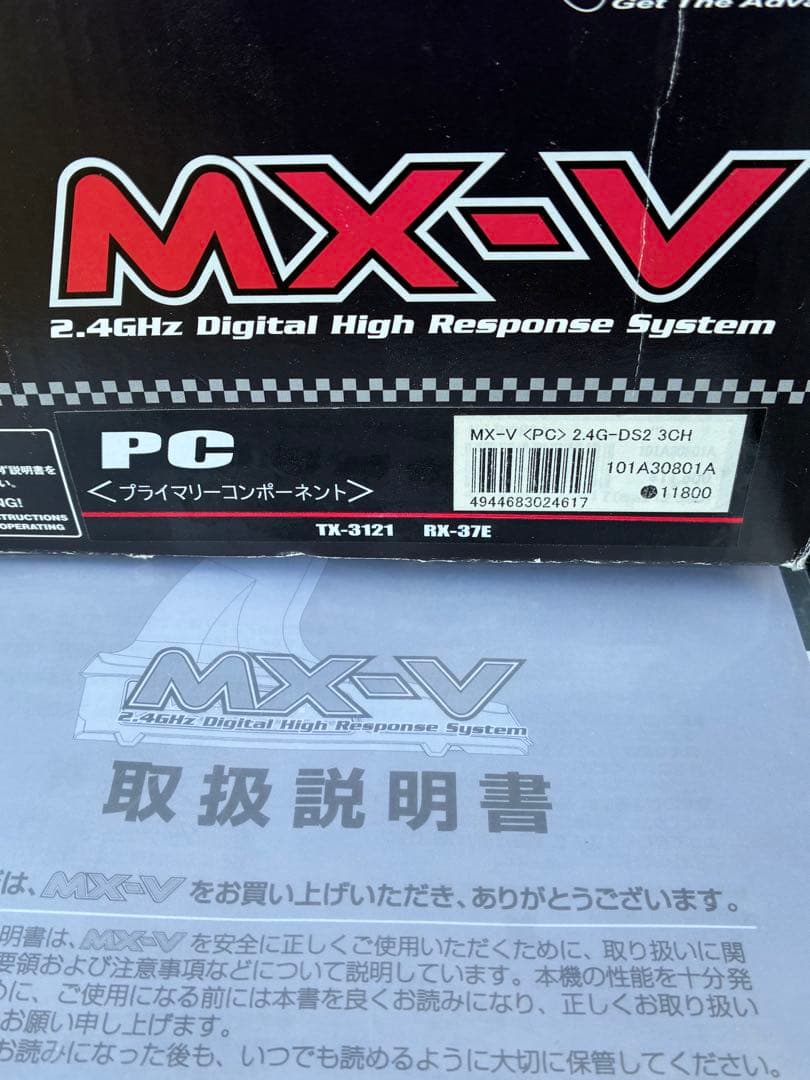 Get The Adva
MX-V
2.4GHz Digital High Response System
ず説明書を
い。
NG!
TRUCTIONS
OPERATING
PC
<プライマリーコンポーネント>
TX-3121 RX-37E
MX-V <PC> 2.4G-DS2 3CH
101A30801A
4944683024617
11800
MX-V
2.4GHz Digital High Response System
取扱説明書
は、MX-Vをお買い上げいただき、ありがとうございます。
明書は、MX-Vを安全に正しくご使用いただくために、取り扱いに関
要領および注意事項などについて説明しています。本機の性能を十分発
めに、ご使用になる前には本書を良くお読みになり、正しくお取り扱い
お願い申し上げます。
お読みになった後も、いつでも読めるように大切に保管してください。